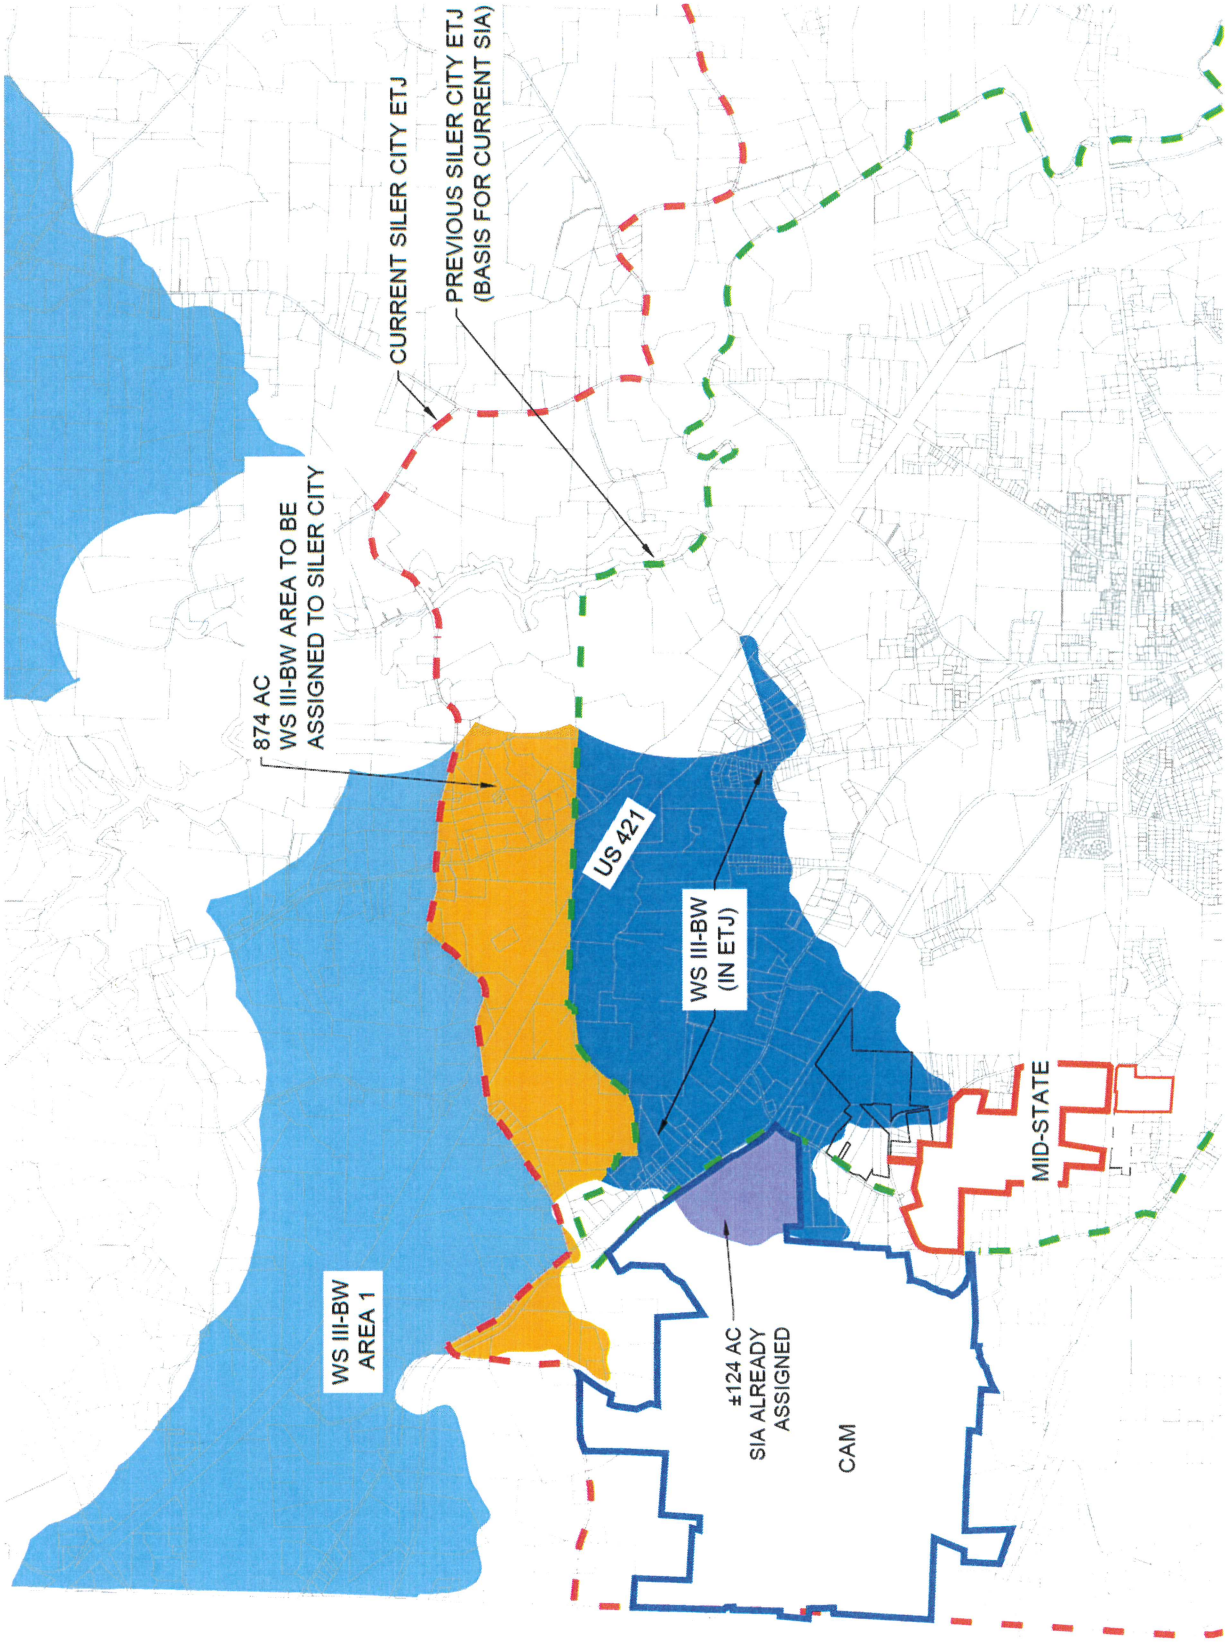 CURRENT SILER CITY ETJ
PREVIOUS SILER CITY ETJ
(BASIS FOR CURRENT SIA)
874 AC
WS III-BW AREA TO BE
ASSIGNED TO SILER CITY
US 421
WS III-BW
(IN ETJ)
WS III-BW
AREA 1
±124 AC
SIA ALREADY
ASSIGNED
CAM
MID-STATE